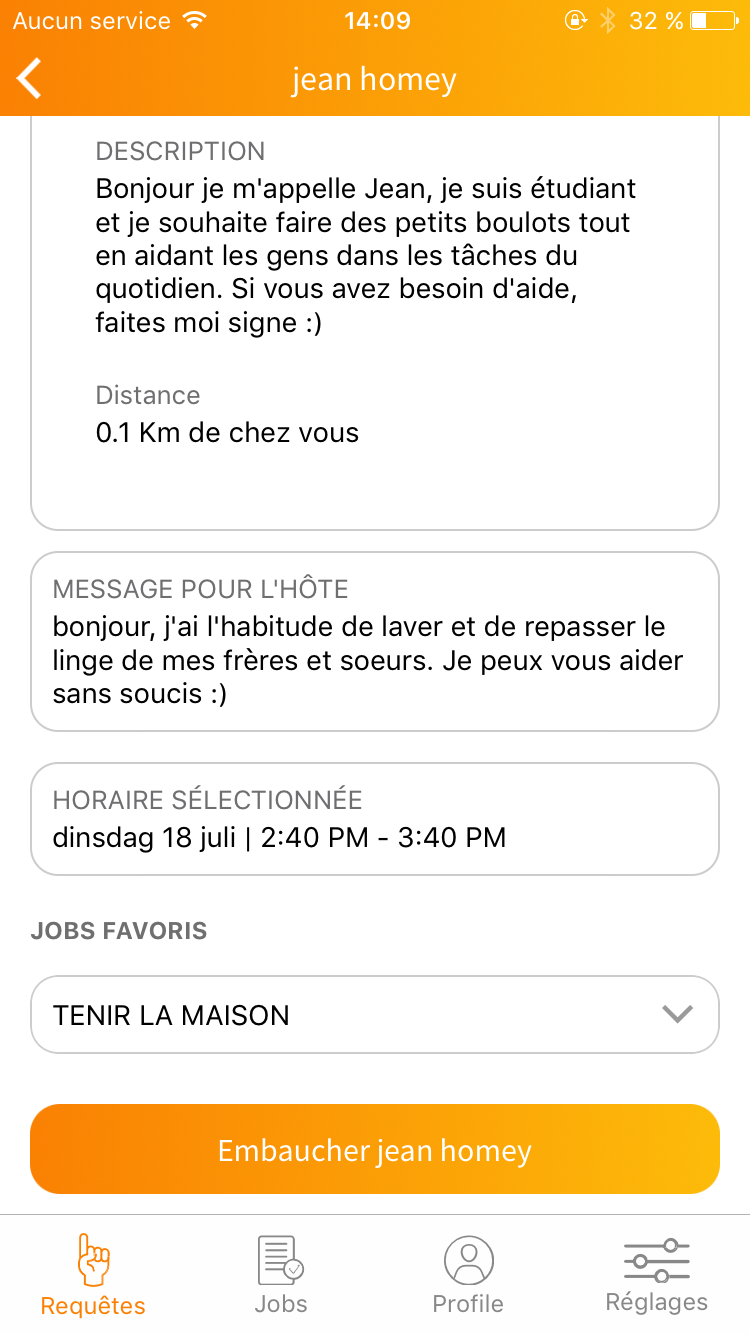 Aucun service 14:09 32 %
jean homey
DESCRIPTION
Bonjour je m'appelle Jean, je suis étudiant
et je souhaite faire des petits boulots tout
en aidant les gens dans les tâches du
quotidien. Si vous avez besoin d'aide,
faites moi signe :)
Distance
0.1 Km de chez vous
MESSAGE POUR L'HÔTE
bonjour, j'ai l'habitude de laver et de repasser le
linge de mes frères et soeurs. Je peux vous aider
sans soucis :)
HORAIRE SÉLECTIONNÉE
dinsdag 18 juli | 2:40 PM - 3:40 PM
JOBS FAVORIS
TENIR LA MAISON
Embaucher jean homey
Requêtes Jobs Profile Réglages